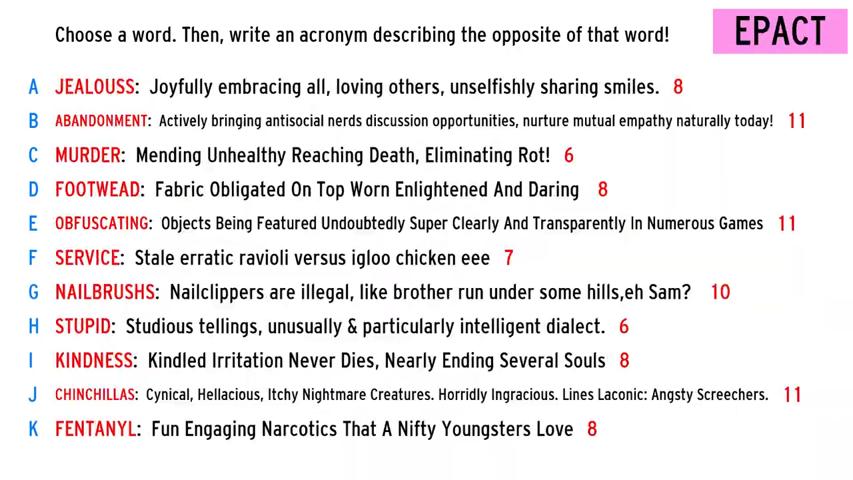 Choose a word. Then, write an acronym describing the opposite of that word!
EPACT
A JEALOUSS: Joyfully embracing all, loving others, unselfishly sharing smiles. 8
B ABANDONMENT: Actively bringing antisocial nerds discussion opportunities, nurture mutual empathy naturally today! 11
C MURDER: Mending Unhealthy Reaching Death, Eliminating Rot! 6
D FOOTWEAD: Fabric Obligated On Top Worn Enlightened And Daring 8
E OBFUSCATING: Objects Being Featured Undoubtedly Super Clearly And Transparently In Numerous Games 11
F SERVICE: Stale erratic ravioli versus igloo chicken eee 7
G NAILBRUSHS: Nailclippers are illegal, like brother run under some hills,eh Sam? 10
H STUPID: Studious tellings, unusually & particularly intelligent dialect. 6
I KINDNESS: Kindled Irritation Never Dies, Nearly Ending Several Souls 8
J CHINCHILLAS: Cynical, Hellacious, Itchy Nightmare Creatures. Horridly Ingracious. Lines Laconic: Angsty Screechers. 11
K FENTANYL: Fun Engaging Narcotics That A Nifty Youngsters Love 8